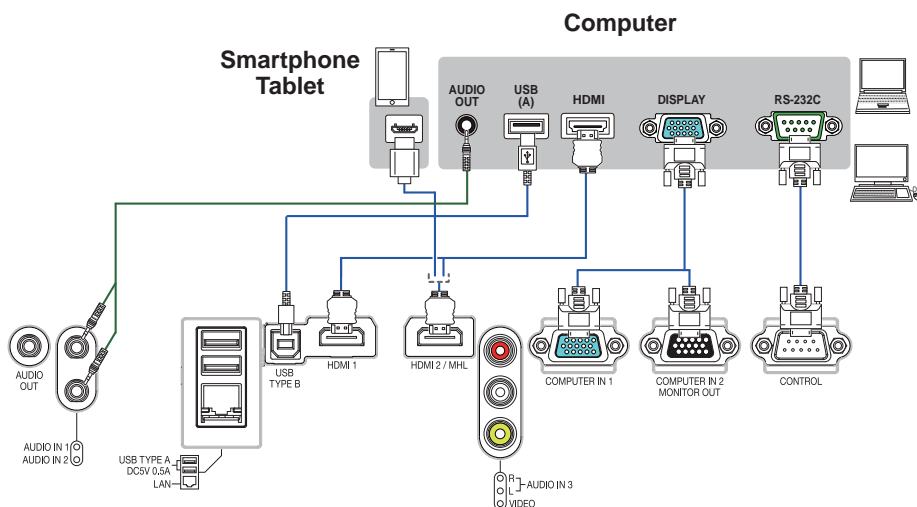 Computer
Smartphone
Tablet
AUDIO
OUT
USB
(A)
HDMI
DISPLAY
RS-232C
AUDIO
OUT
USB
TYPE B
HDMI 1
HDMI 2 / MHL
COMPUTER IN 1
COMPUTER IN 2
MONITOR OUT
CONTROL
AUDIO IN 1
AUDIO IN 2
USB TYPE A
DC5V 0.5A
LAN
R
L
AUDIO IN 3
VIDEO